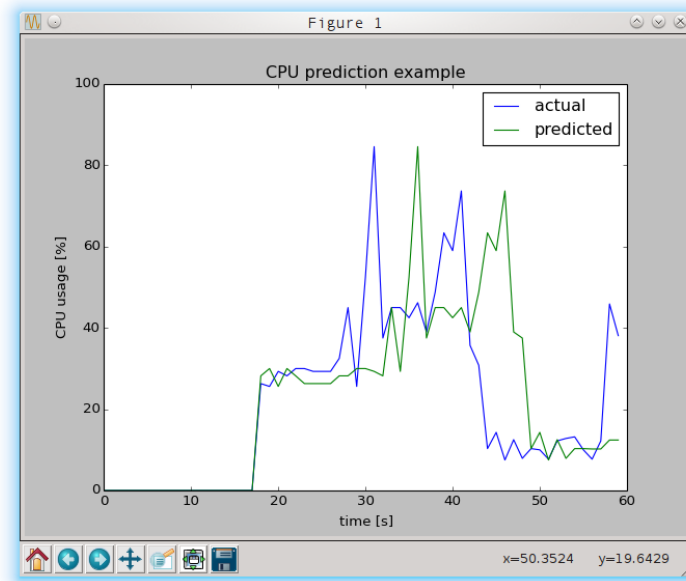 Figure 1
CPU prediction example
actual
predicted
100
80
60
40
20
0
CPU usage [%]
0 10 20 30 40 50 60
time [s]
x=50.3524 y=19.6429